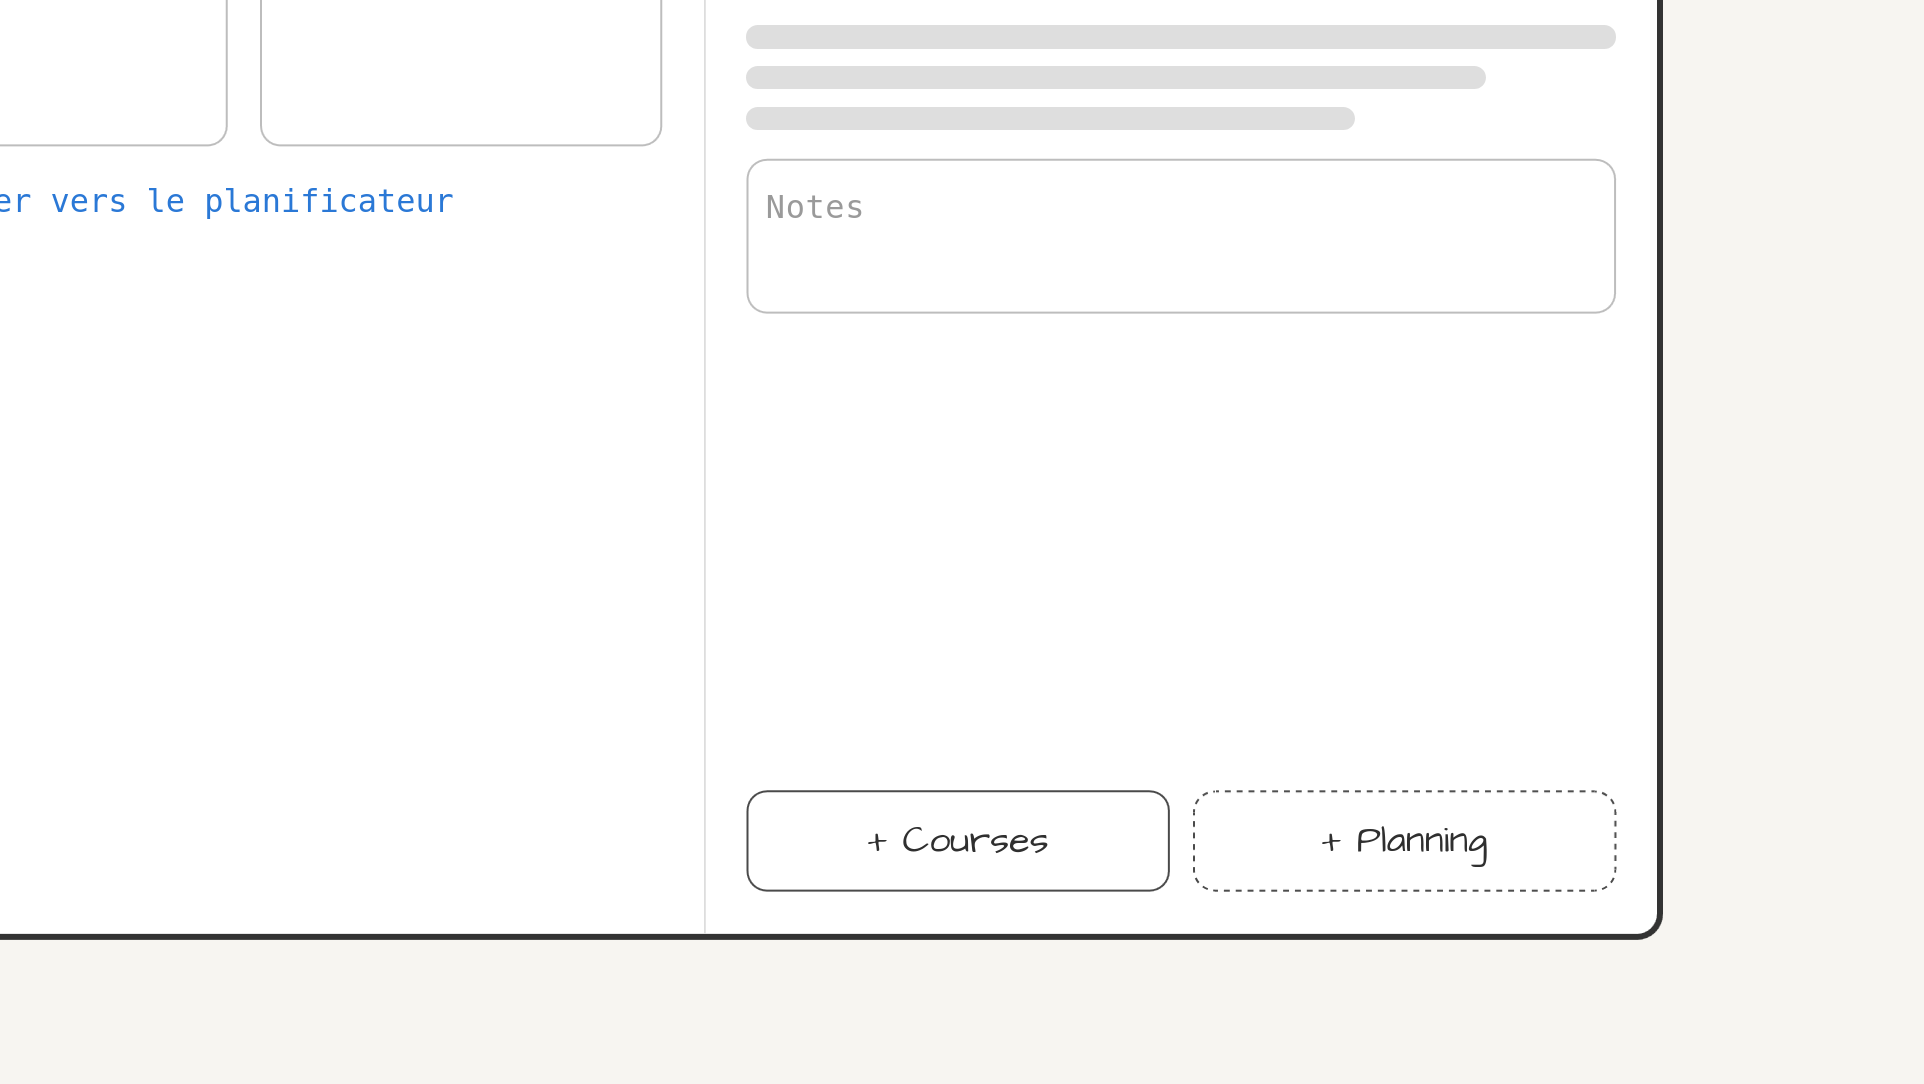 er vers le planificateur
Notes
+ Courses
+ Planning